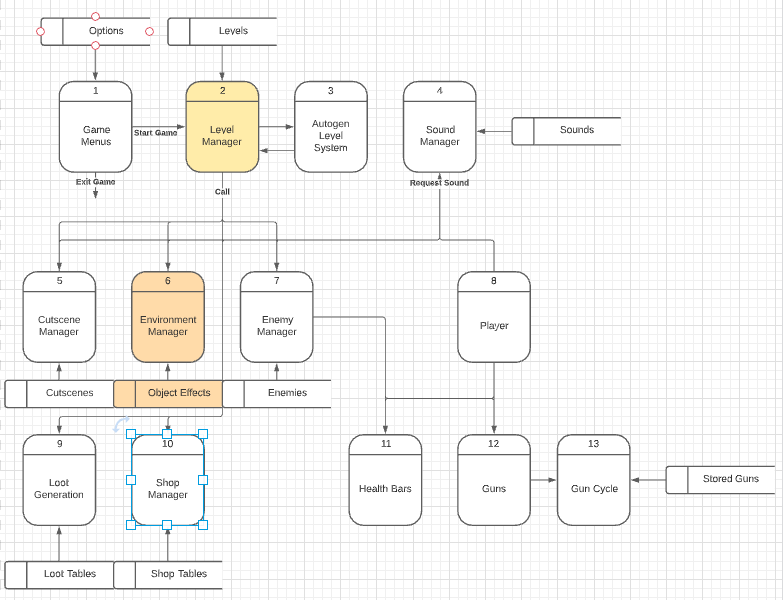 Options
Levels
1
2
3
4
Game
Menus
Start Game
Level
Manager
Autogen
Level
System
Sound
Manager
Sounds
Exit Game
Call
Request Sound
5
6
7
8
Cutscene
Manager
Environment
Manager
Enemy
Manager
Player
Cutscenes
Object Effects
Enemies
9
10
11
12
13
Loot
Generation
Shop
Manager
Health Bars
Guns
Gun Cycle
Stored Guns
Loot Tables
Shop Tables